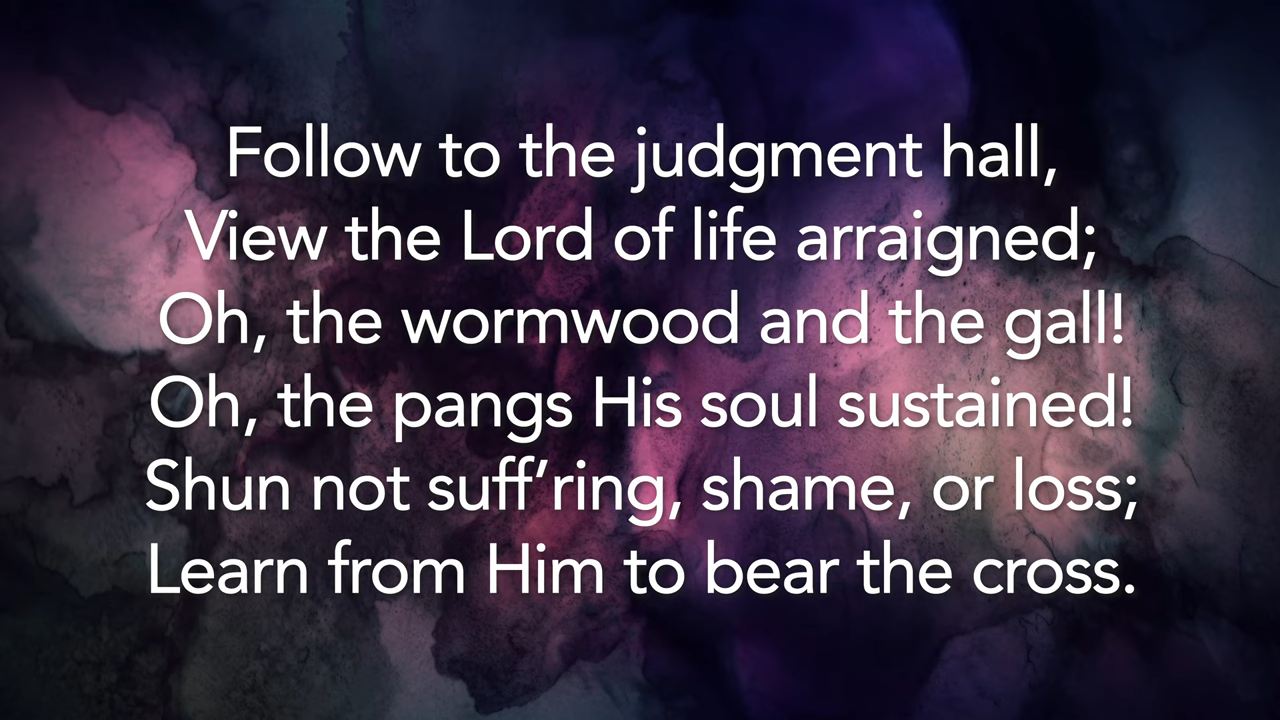 Follow to the judgment hall,
View the Lord of life arraigned;
Oh, the wormwood and the gall!
Oh, the pangs His soul sustained!
Shun not suff’ring, shame, or loss;
Learn from Him to bear the cross.